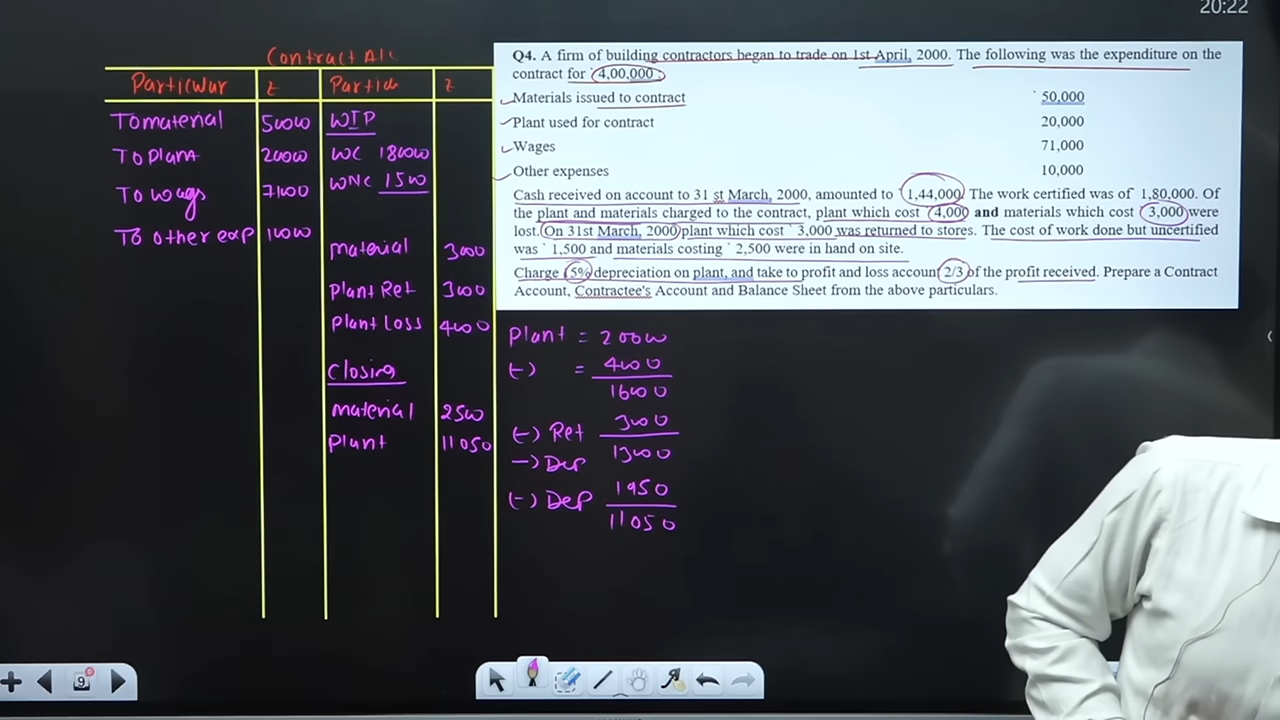 20:22
Contract A/c
Particular ₹ Particu ₹
To material 50000 WIP
To Plant 20000 WC 180000
To wages 71000 WNC 1500
To other exp 10000
Material 3000
Plant Ret 3000
Plant Loss 4000
Closing
Material 2500
Plant 11050
Q4. A firm of building contractors began to trade on 1st April, 2000. The following was the expenditure on the
contract for ` 4,00,000 :
Materials issued to contract ` 50,000
Plant used for contract 20,000
Wages 71,000
Other expenses 10,000
Cash received on account to 31 st March, 2000, amounted to ` 1,44,000. The work certified was of ` 1,80,000. Of
the plant and materials charged to the contract, plant which cost ` 4,000 and materials which cost ` 3,000 were
lost. On 31st March, 2000 plant which cost ` 3,000 was returned to stores. The cost of work done but uncertified
was ` 1,500 and materials costing ` 2,500 were in hand on site.
Charge 15% depreciation on plant, and take to profit and loss account 2/3 of the profit received. Prepare a Contract
Account, Contractee's Account and Balance Sheet from the above particulars.
Plant = 20000
(-) = 4000
16000
(-) Ret 3000
-) Dep 13000
(-) Dep 1950
11050
9